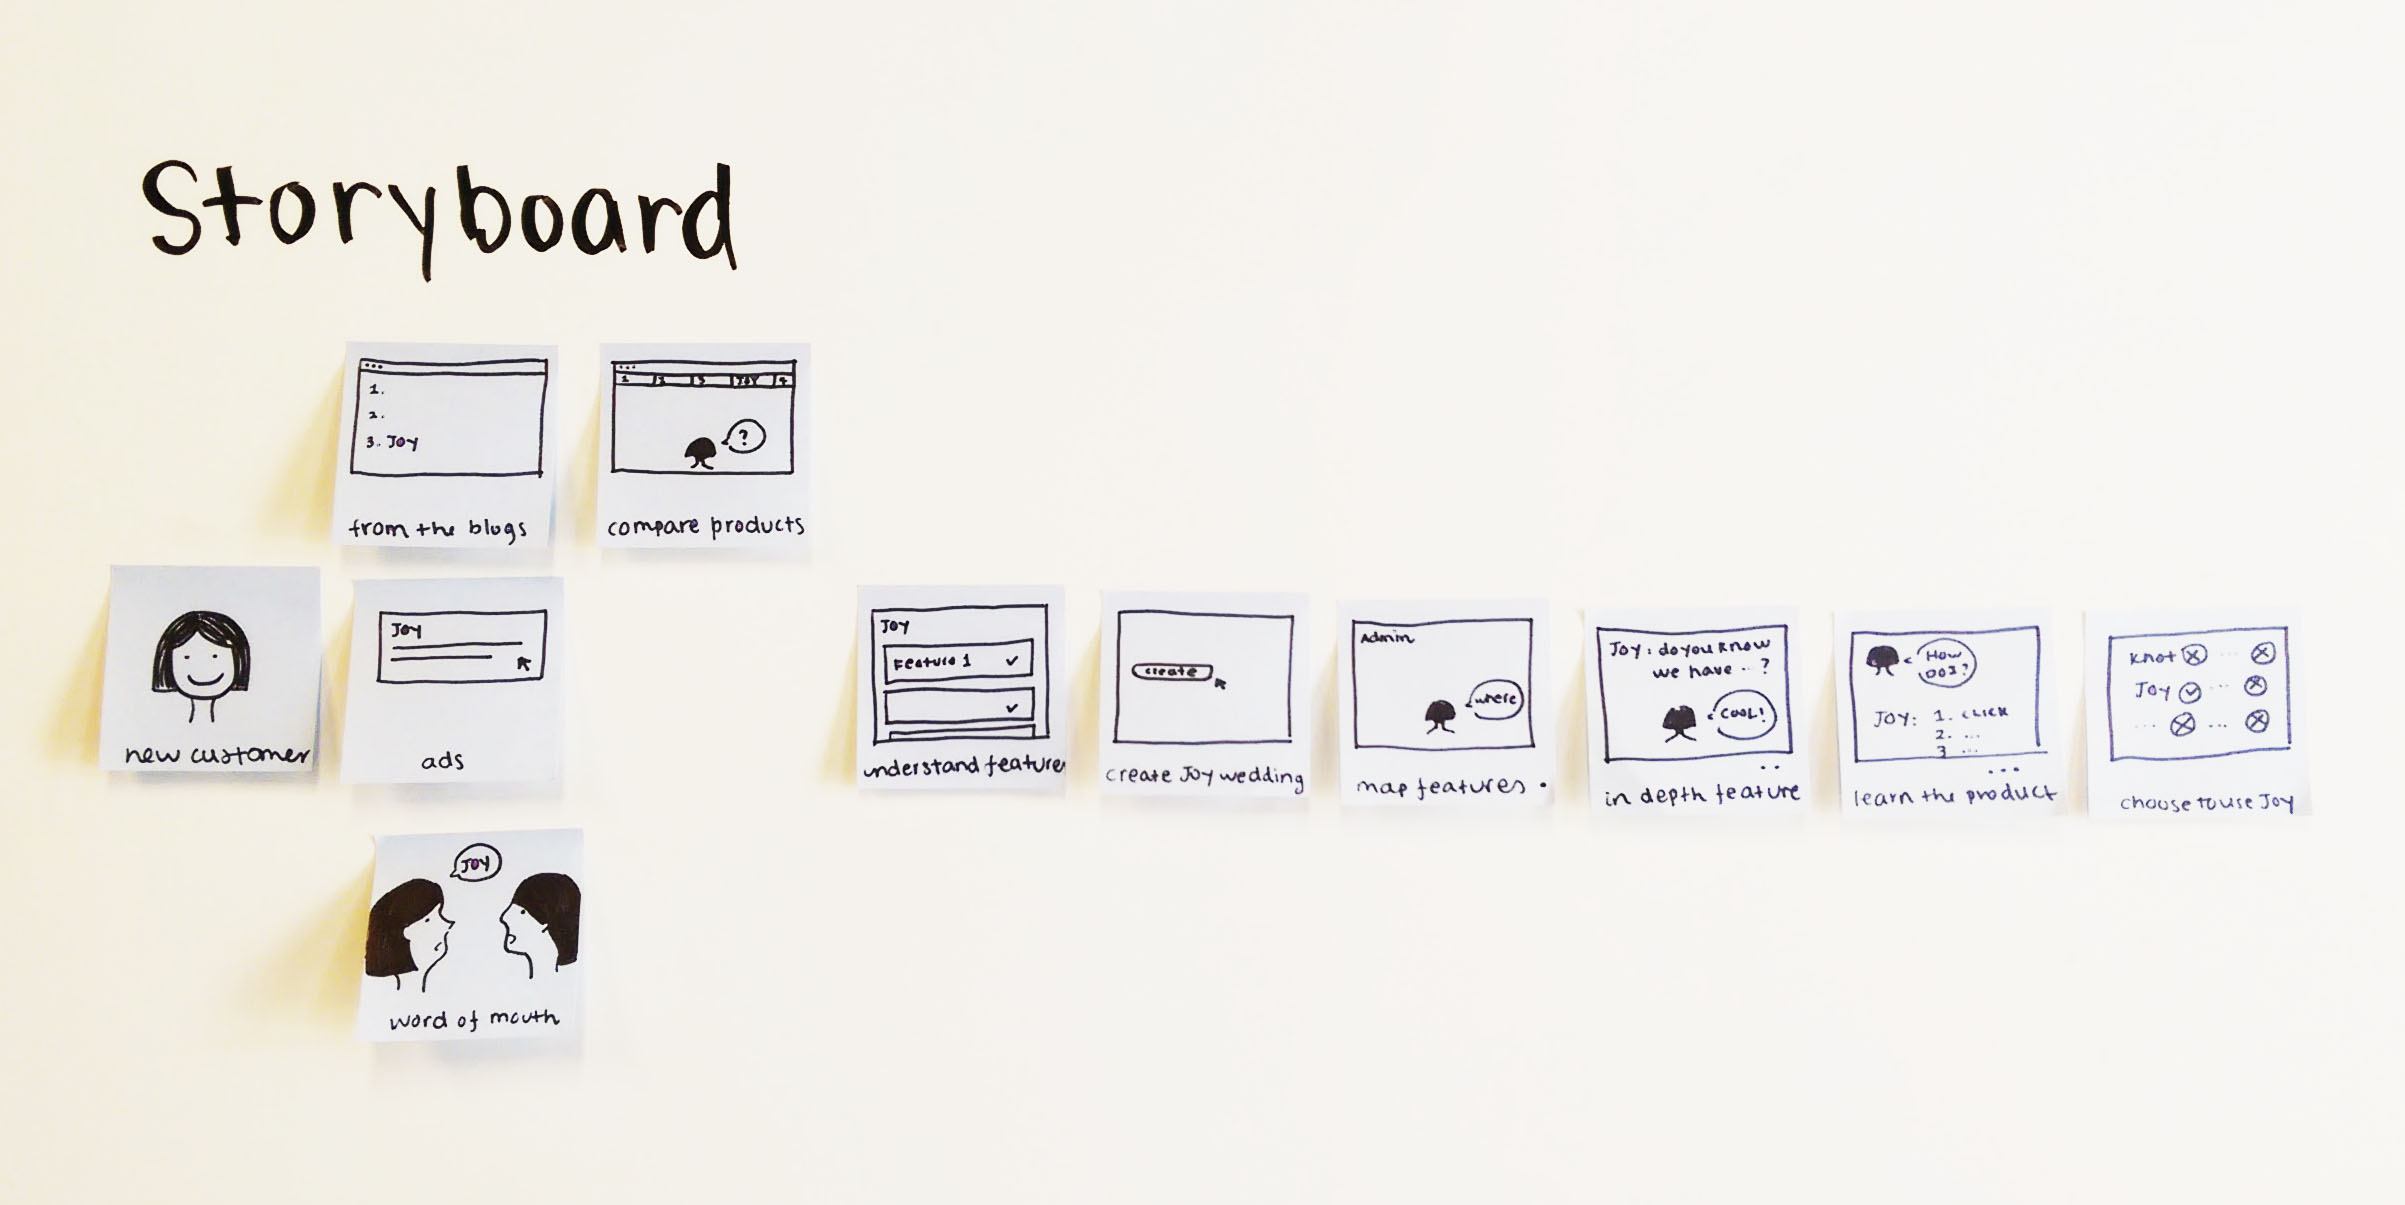 Storyboard
1.
2.
3. Joy
from the blogs
1 2 3 JOY 4
?
compare products
new customer
Joy
ads
Joy
word of mouth
Joy
Feature 1
understand feature
create
create Joy wedding
Admin
where
map features
Joy: do you know
we have ... ?
COOL!
in depth feature
How
DO I?
Joy: 1. CLICK
2. ...
3 ...
learn the product
Knot ...
Joy ...
... ...
choose to use Joy